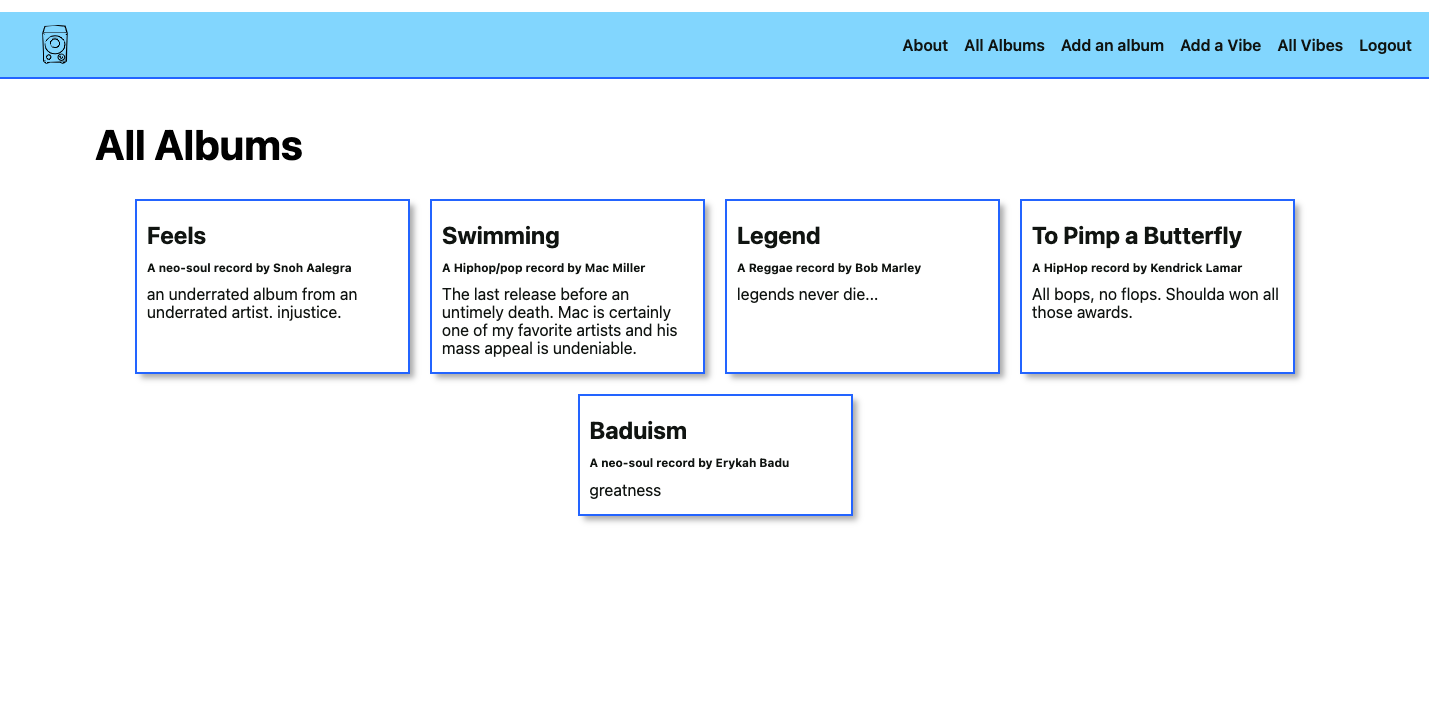 About All Albums Add an album Add a Vibe All Vibes Logout
All Albums
Feels
A neo-soul record by Snoh Aalegra
an underrated album from an
underrated artist. injustice.
Swimming
A Hiphop/pop record by Mac Miller
The last release before an
untimely death. Mac is certainly
one of my favorite artists and his
mass appeal is undeniable.
Legend
A Reggae record by Bob Marley
legends never die...
To Pimp a Butterfly
A HipHop record by Kendrick Lamar
All bops, no flops. Shoulda won all
those awards.
Baduism
A neo-soul record by Erykah Badu
greatness